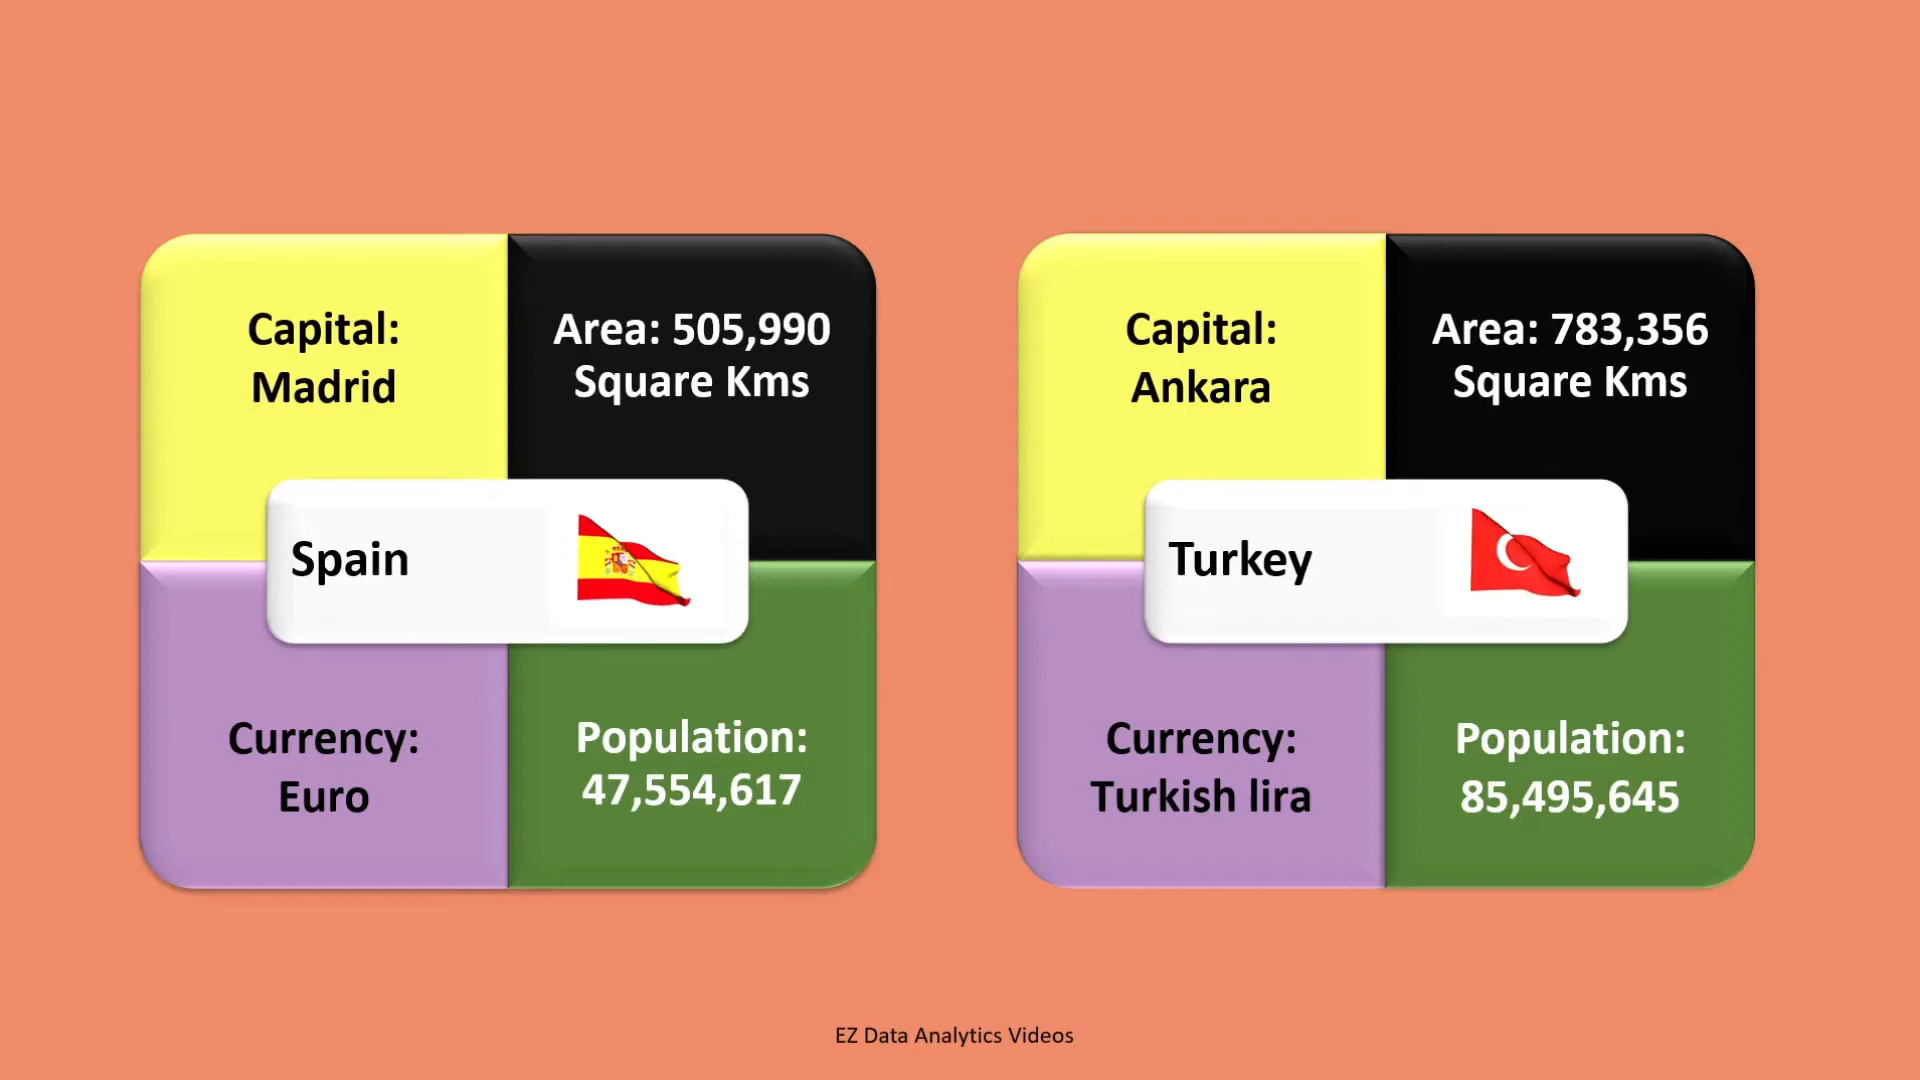 Capital:
Madrid
Area: 505,990
Square Kms
Spain
Currency:
Euro
Population:
47,554,617
Capital:
Ankara
Area: 783,356
Square Kms
Turkey
Currency:
Turkish lira
Population:
85,495,645
EZ Data Analytics Videos